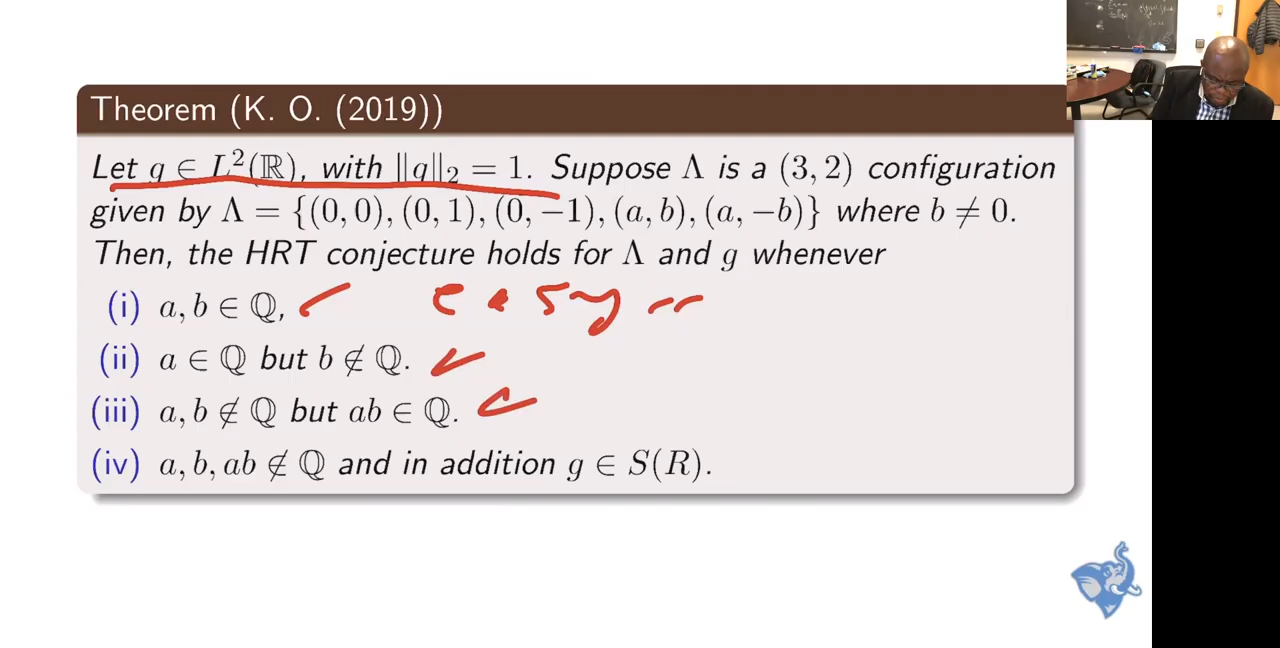 Theorem (K. O. (2019))
Let g ∈ L²(ℝ), with ‖g‖₂ = 1. Suppose Λ is a (3, 2) configuration
given by Λ = {(0, 0), (0, 1), (0, −1), (a, b), (a, −b)} where b ≠ 0.
Then, the HRT conjecture holds for Λ and g whenever
(i) a, b ∈ ℚ, easy
(ii) a ∈ ℚ but b ∉ ℚ.
(iii) a, b ∉ ℚ but ab ∈ ℚ.
(iv) a, b, ab ∉ ℚ and in addition g ∈ S(R).